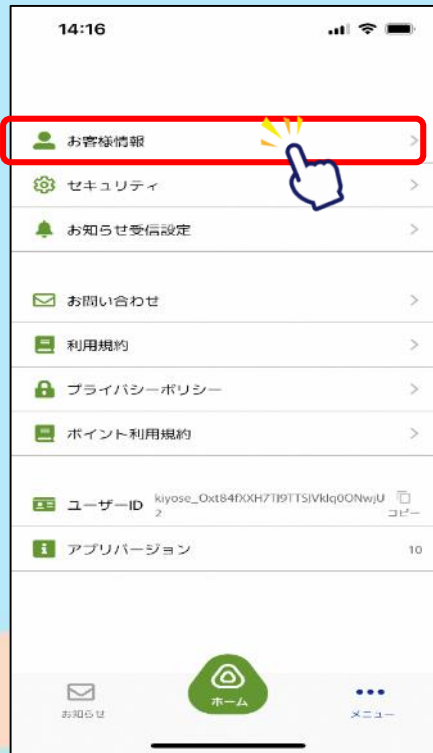 14:16
お客様情報
セキュリティ
お知らせ受信設定
お問い合わせ
利用規約
プライバシーポリシー
ポイント利用規約
ユーザーID
コピー
アプリバージョン 10
お知らせ
ホーム
メニュー